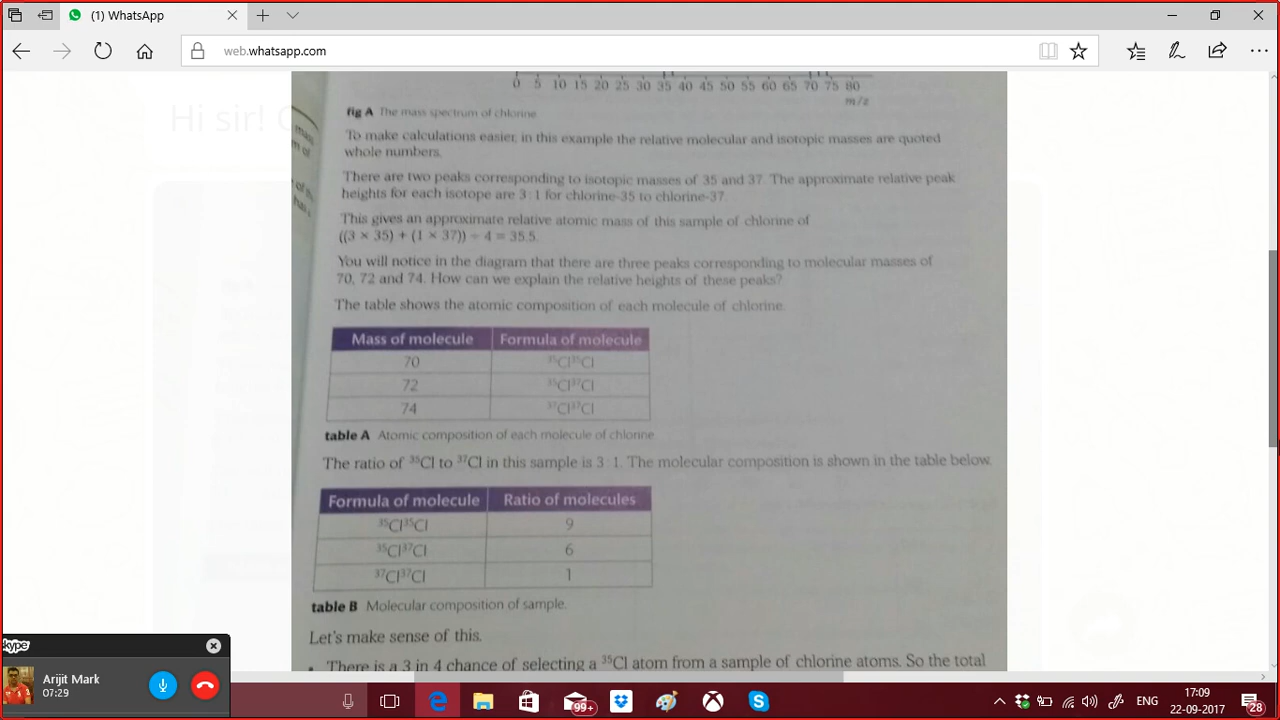 (1) WhatsApp
web.whatsapp.com
Hi sir!
0 5 10 15 20 25 30 35 40 45 50 55 60 65 70 75 80
m/z
fig A The mass spectrum of chlorine
To make calculations easier, in this example the relative molecular and isotopic masses are quoted
whole numbers.
There are two peaks corresponding to isotopic masses of 35 and 37. The approximate relative peak
heights for each isotope are 3:1 for chlorine-35 to chlorine-37.
This gives an approximate relative atomic mass of this sample of chlorine of
((3 × 35) + (1 × 37)) ÷ 4 = 35.5.
You will notice in the diagram that there are three peaks corresponding to molecular masses of
70, 72 and 74. How can we explain the relative heights of these peaks?
The table shows the atomic composition of each molecule of chlorine.
Mass of molecule Formula of molecule
70 ³⁵Cl³⁵Cl
72 ³⁵Cl³⁷Cl
74 ³⁷Cl³⁷Cl
table A Atomic composition of each molecule of chlorine.
The ratio of ³⁵Cl to ³⁷Cl in this sample is 3:1. The molecular composition is shown in the table below.
Formula of molecule Ratio of molecules
³⁵Cl³⁵Cl 9
³⁵Cl³⁷Cl 6
³⁷Cl³⁷Cl 1
table B Molecular composition of sample.
Let's make sense of this.
• There is a 3 in 4 chance of selecting a ³⁵Cl atom from a sample of chlorine atoms. So the total
skype
Arijit Mark
07:29
99+
ENG
17:09
22-09-2017
28